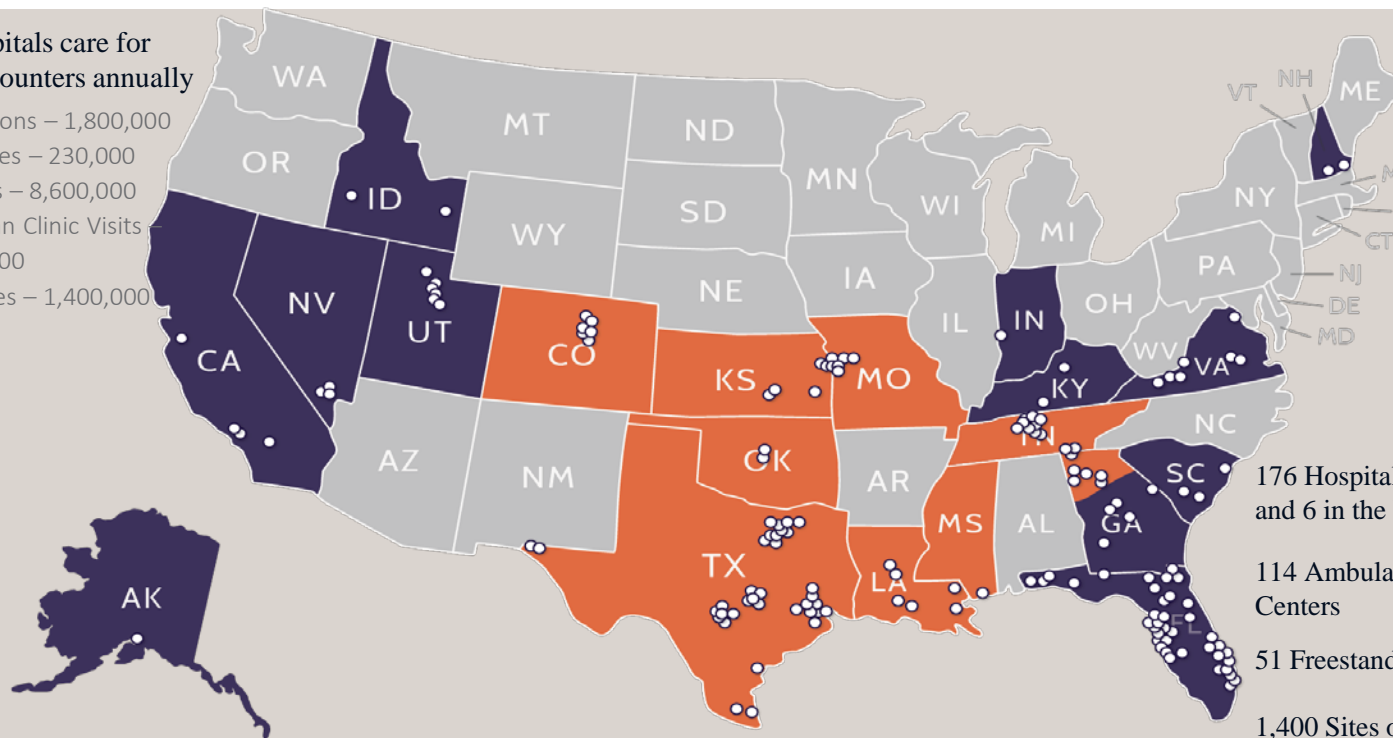 pitals care for
counters annually
ons – 1,800,000
es – 230,000
s – 8,600,000
in Clinic Visits –
00
es – 1,400,000
WA
OR
ID
MT
WY
ND
SD
NE
MN
IA
WI
MI
IL
IN
OH
PA
NY
VT
NH
ME
M
CT
NJ
DE
MD
WV
VA
KY
NC
TN
SC
GA
AL
MS
AR
LA
FL
MO
KS
OK
TX
CO
NM
AZ
UT
NV
CA
AK
176 Hospital
and 6 in the
114 Ambula
Centers
51 Freestand
1,400 Sites o